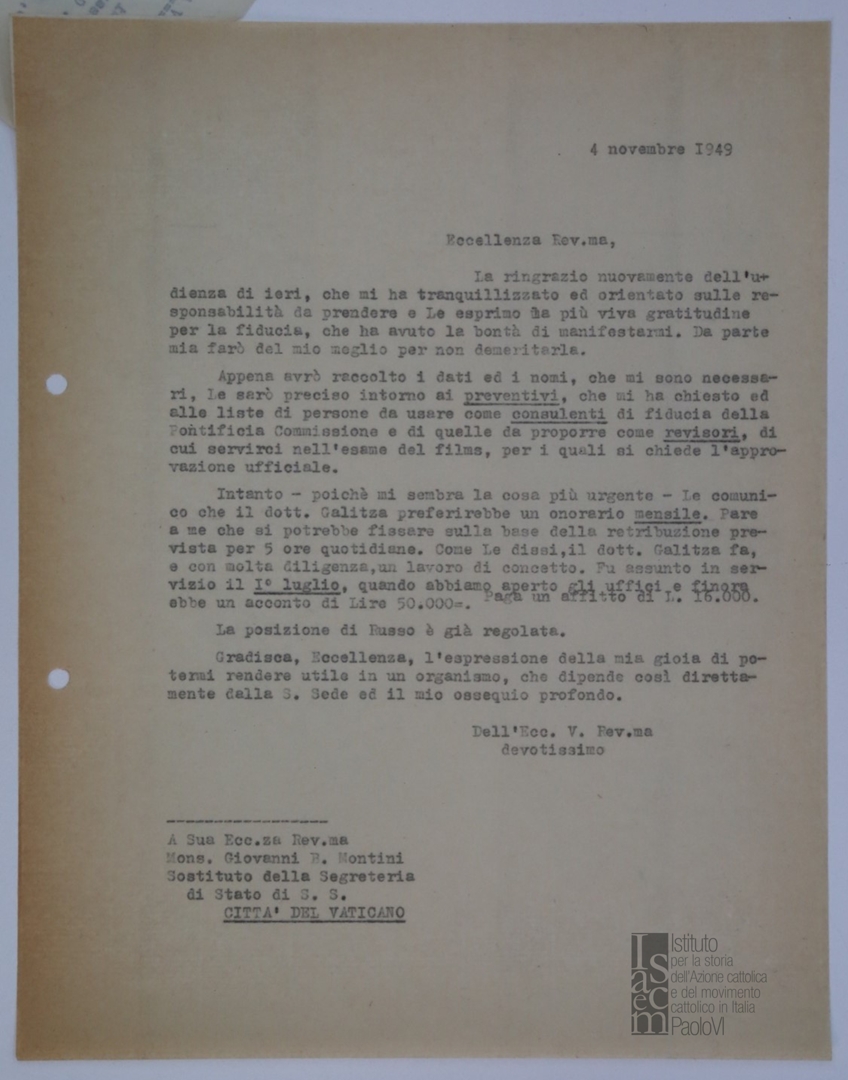 4 novembre I949
Eccellenza Rev.ma,
La ringrazio nuovamente dell'u-
dienza di ieri, che mi ha tranquillizzato ed orientato sulle re-
sponsabilità da prendere e Le esprimo la più viva gratitudine
per la fiducia, che ha avuto la bontà di manifestarmi. Da parte
mia farò del mio meglio per non demeritarla.
Appena avrò raccolto i dati ed i nomi, che mi sono necessa-
ri, Le sarò preciso intorno ai preventivi, che mi ha chiesto ed
alle liste di persone da usare come consulenti di fiducia della
Pontificia Commissione e di quelle da proporre come revisori, di
cui servirci nell'esame del films, per i quali si chiede l'appro-
vazione ufficiale.
Intanto - poichè mi sembra la cosa più urgente - Le comuni-
co che il dott. Galitza preferirebbe un onorario mensile. Pare
a me che si potrebbe fissare sulla base della retribuzione pre-
vista per 5 ore quotidiane. Come Le dissi,il dott. Galitza fa,
e con molta diligenza,un lavoro di concetto. Fu assunto in ser-
vizio il I° luglio, quando abbiamo aperto gli uffici e finora
ebbe un acconto di Lire 50.000=. Paga un affitto di L. 16.000.
La posizione di Russo è già regolata.
Gradisca, Eccellenza, l'espressione della mia gioia di po-
termi rendere utile in un organismo, che dipende così diretta-
mente dalla S. Sede ed il mio ossequio profondo.
Dell'Ecc. V. Rev.ma
devotissimo
A Sua Ecc.za Rev.ma
Mons. Giovanni B. Montini
Sostituto della Segreteria
di Stato di S. S.
CITTA' DEL VATICANO
Isacem
Istituto
per la storia
dell'Azione cattolica
e del movimento
cattolico in Italia
PaoloVI